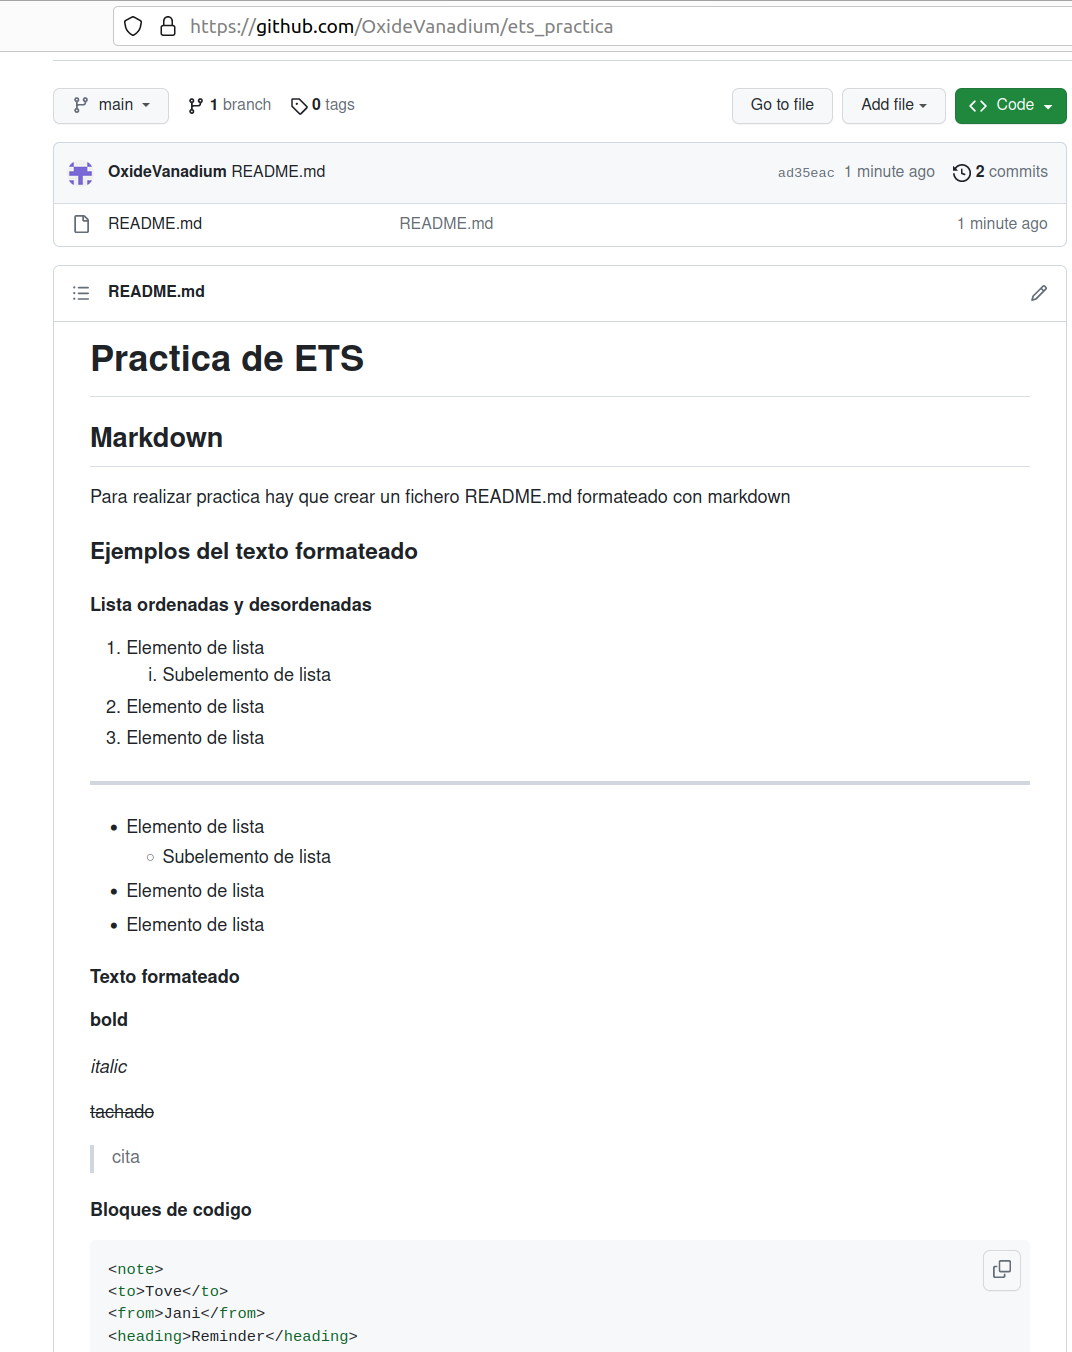 https://github.com/OxideVanadium/ets_practica
main 1 branch 0 tags Go to file Add file Code
OxideVanadium README.md ad35eac 1 minute ago 2 commits
README.md README.md 1 minute ago
README.md
Practica de ETS
Markdown
Para realizar practica hay que crear un fichero README.md formateado con markdown
Ejemplos del texto formateado
Lista ordenadas y desordenadas
1. Elemento de lista
i. Subelemento de lista
2. Elemento de lista
3. Elemento de lista
• Elemento de lista
○ Subelemento de lista
• Elemento de lista
• Elemento de lista
Texto formateado
bold
italic
tachado
cita
Bloques de codigo
<note>
<to>Tove</to>
<from>Jani</from>
<heading>Reminder</heading>